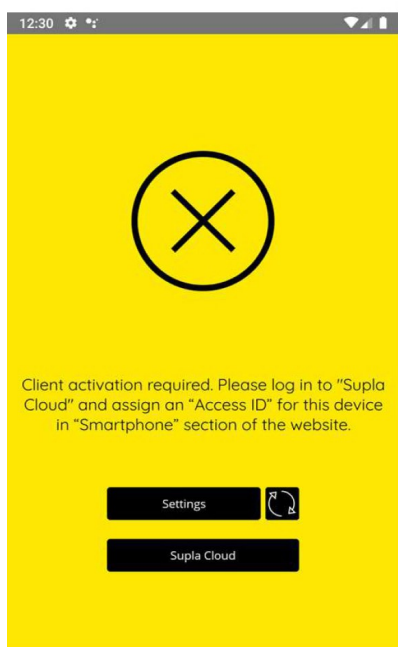 12:30
Client activation required. Please log in to "Supla
Cloud" and assign an “Access ID” for this device
in “Smartphone” section of the website.
Settings
Supla Cloud